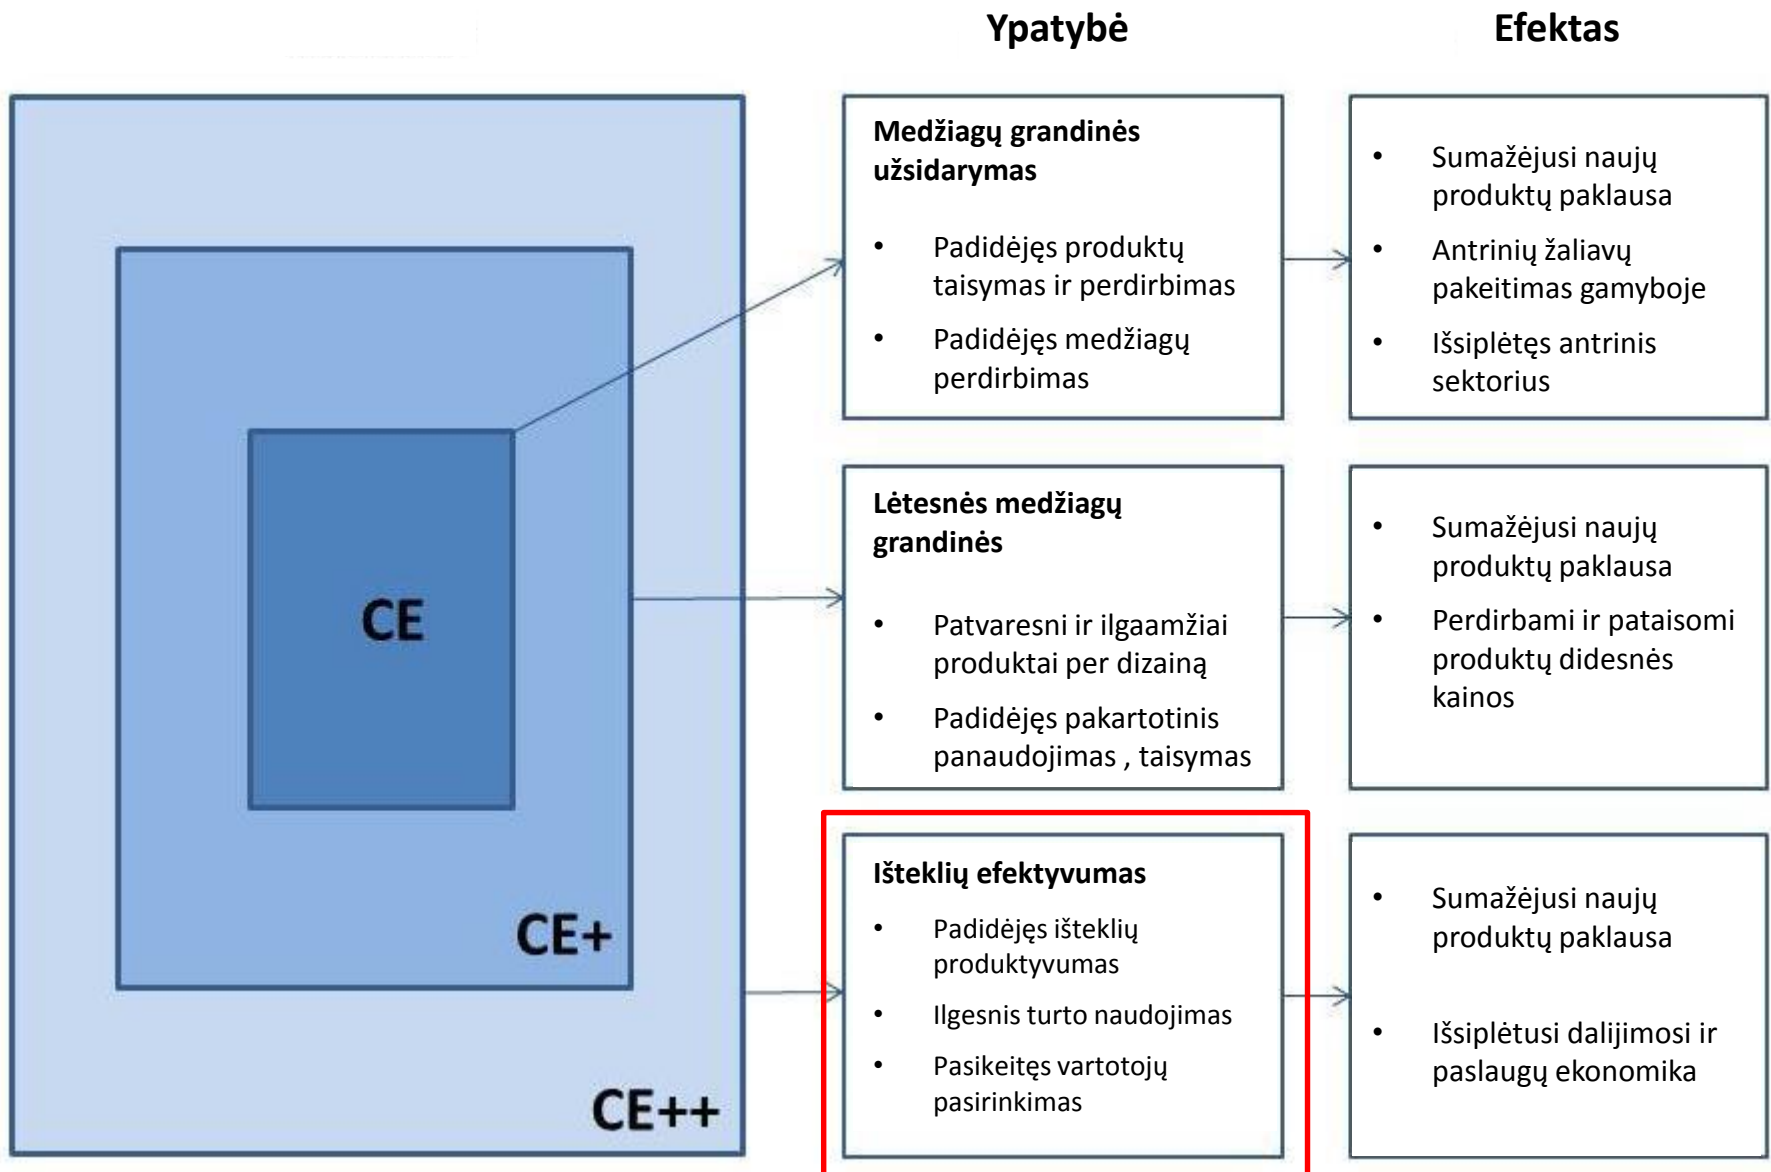 Ypatybė
Efektas
CE
CE+
CE++
Medžiagų grandinės
užsidarymas
• Padidėjęs produktų
taisymas ir perdirbimas
• Padidėjęs medžiagų
perdirbimas
• Sumažėjusi naujų
produktų paklausa
• Antrinių žaliavų
pakeitimas gamyboje
• Išsiplėtęs antrinis
sektorius
Lėtesnės medžiagų
grandinės
• Patvaresni ir ilgaamžiai
produktai per dizainą
• Padidėjęs pakartotinis
panaudojimas , taisymas
• Sumažėjusi naujų
produktų paklausa
• Perdirbami ir pataisomi
produktų didesnės
kainos
Išteklių efektyvumas
• Padidėjęs išteklių
produktyvumas
• Ilgesnis turto naudojimas
• Pasikeitęs vartotojų
pasirinkimas
• Sumažėjusi naujų
produktų paklausa
• Išsiplėtusi dalijimosi ir
paslaugų ekonomika